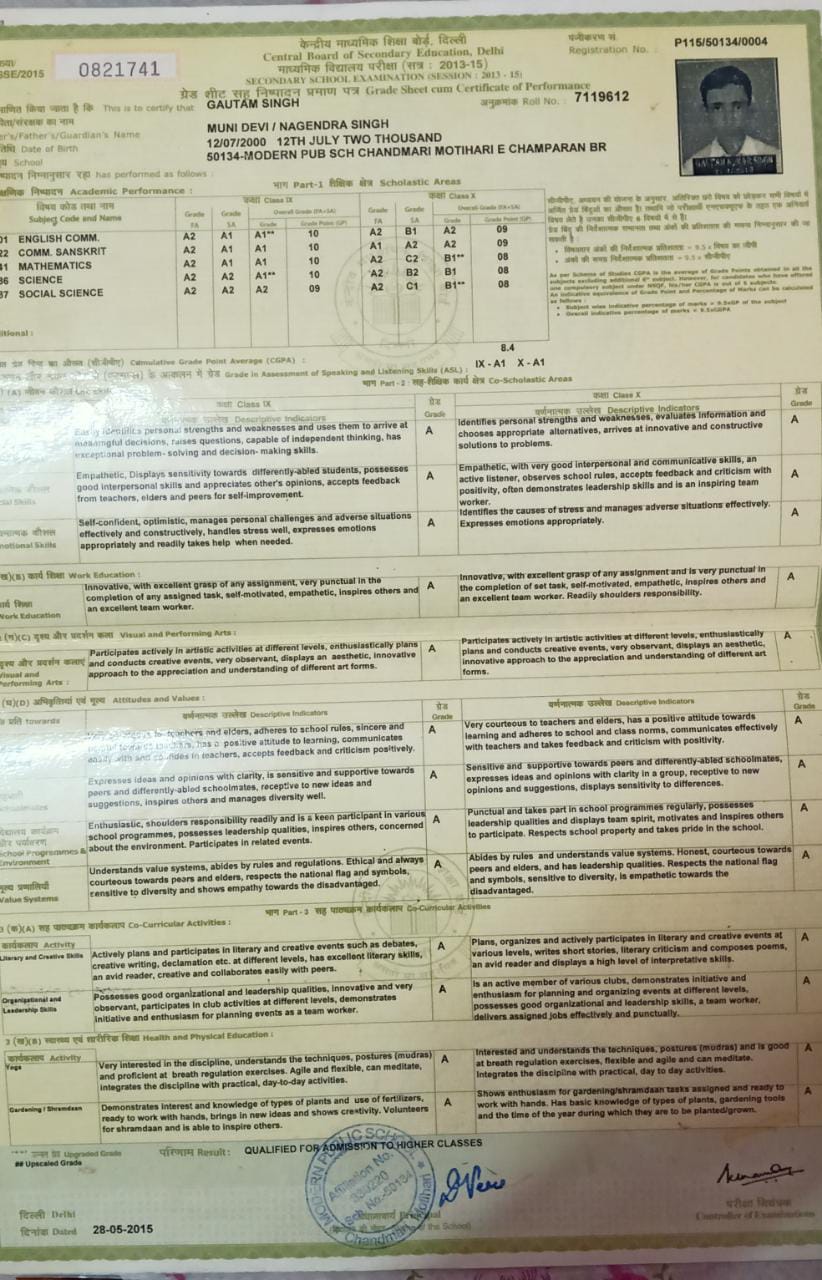 केन्द्रीय माध्यमिक शिक्षा बोर्ड, दिल्ली
Central Board of Secondary Education, Delhi
माध्यमिक विद्यालय परीक्षा (सत्र : 2013-15)
SECONDARY SCHOOL EXAMINATION (SESSION : 2013 - 15)
ग्रेड शीट सह निष्पादन प्रमाण पत्र Grade Sheet cum Certificate of Performance
पंजीकरण सं.
Registration No. : P115/50134/0004
SSE/2015 0821741
अनुक्रमांक Roll No. : 7119612
This is to certify that GAUTAM SINGH
Father's/Guardian's Name MUNI DEVI / NAGENDRA SINGH
Date of Birth 12/07/2000 12TH JULY TWO THOUSAND
School 50134-MODERN PUB SCH CHANDMARI MOTIHARI E CHAMPARAN BR
has performed as follows :
भाग Part-1 शैक्षिक क्षेत्र Scholastic Areas
Academic Performance :
विषय कोड तथा नाम
Subject Code and Name
कक्षा Class IX
कक्षा Class X
Grade FA Grade SA Overall Grade (FA+SA) Grade Grade Point (GP) Grade FA Grade SA Overall Grade (FA+SA) Grade Grade Point (GP)
01 ENGLISH COMM. A2 A1 A1** 10 A2 B1 A2 09
22 COMM. SANSKRIT A1 A1 A1 10 A1 A2 A2 09
41 MATHEMATICS A2 A1 A1 10 A2 C2 B1** 08
86 SCIENCE A2 A2 A1** 10 A2 B2 B1 08
87 SOCIAL SCIENCE A2 A2 A2 09 A2 C1 B1** 08
As per Scheme of Studies CGPA is the average of Grade Points obtained in all the
subjects excluding additional 6th subject. However, for candidates who have offered
one compulsory subject under NSQF, his/her CGPA is out of 6 subjects.
An indicative equivalence of Grade Point and Percentage of Marks can be calculated
as follows :
• Subject wise indicative percentage of marks = 9.5xGP of the subject
• Overall indicative percentage of marks = 9.5xCGPA
Cumulative Grade Point Average (CGPA) 8.4
Grade in Assessment of Speaking and Listening Skills (ASL) : IX - A1 X - A1
भाग Part - 2 : सह-शैक्षिक कार्य क्षेत्र Co-Scholastic Areas
कक्षा Class IX
कक्षा Class X
वर्णनात्मक उल्लेख Descriptive Indicators ग्रेड Grade
वर्णनात्मक उल्लेख Descriptive Indicators ग्रेड Grade
Easily identifies personal strengths and weaknesses and uses them to arrive at
meaningful decisions, raises questions, capable of independent thinking, has
exceptional problem- solving and decision- making skills.
A
Identifies personal strengths and weaknesses, evaluates information and
chooses appropriate alternatives, arrives at innovative and constructive
solutions to problems.
A
Skills
Empathetic, Displays sensitivity towards differently-abled students, possesses
good interpersonal skills and appreciates other's opinions, accepts feedback
from teachers, elders and peers for self-improvement.
A
Empathetic, with very good interpersonal and communicative skills, an
active listener, observes school rules, accepts feedback and criticism with
positivity, often demonstrates leadership skills and is an inspiring team
worker.
A
Skills
Self-confident, optimistic, manages personal challenges and adverse situations
effectively and constructively, handles stress well, expresses emotions
appropriately and readily takes help when needed.
A
Identifies the causes of stress and manages adverse situations effectively.
Expresses emotions appropriately.
A
(B) कार्य शिक्षा Work Education :
कार्य शिक्षा
Work Education
Innovative, with excellent grasp of any assignment, very punctual in the
completion of any assigned task, self-motivated, empathetic, inspires others and
an excellent team worker.
A
Innovative, with excellent grasp of any assignment and is very punctual in
the completion of set task, self-motivated, empathetic, inspires others and
an excellent team worker. Readily shoulders responsibility.
A
(C) दृश्य और प्रदर्शन कला Visual and Performing Arts :
दृश्य और प्रदर्शन कलाएं
Visual and
Performing Arts
Participates actively in artistic activities at different levels, enthusiastically plans
and conducts creative events, very observant, displays an aesthetic, innovative
approach to the appreciation and understanding of different art forms.
A
Participates actively in artistic activities at different levels, enthusiastically
plans and conducts creative events, very observant, displays an aesthetic,
innovative approach to the appreciation and understanding of different art
forms.
A
(D) अभिवृत्तियां एवं मूल्य Attitudes and Values :
के प्रति towards
वर्णनात्मक उल्लेख Descriptive Indicators ग्रेड Grade
वर्णनात्मक उल्लेख Descriptive Indicators ग्रेड Grade
to teachers and elders, adheres to school rules, sincere and
has a positive attitude to learning, communicates
easily with and confides in teachers, accepts feedback and criticism positively.
A
Very courteous to teachers and elders, has a positive attitude towards
learning and adheres to school and class norms, communicates effectively
with teachers and takes feedback and criticism with positivity.
A
Expresses ideas and opinions with clarity, is sensitive and supportive towards
peers and differently-abled schoolmates, receptive to new ideas and
suggestions, inspires others and manages diversity well.
A
Sensitive and supportive towards peers and differently-abled schoolmates,
expresses ideas and opinions with clarity in a group, receptive to new
opinions and suggestions, displays sensitivity to differences.
A
School Programmes &
Environment
Enthusiastic, shoulders responsibility readily and is a keen participant in various
school programmes, possesses leadership qualities, inspires others, concerned
about the environment. Participates in related events.
A
Punctual and takes part in school programmes regularly, possesses
leadership qualities and displays team spirit, motivates and inspires others
to participate. Respects school property and takes pride in the school.
A
मूल्य प्रणालियां
Value Systems
Understands value systems, abides by rules and regulations. Ethical and always
courteous towards peers and elders, respects the national flag and symbols,
sensitive to diversity and shows empathy towards the disadvantaged.
A
Abides by rules and understands value systems. Honest, courteous towards
peers and elders, and has leadership qualities. Respects the national flag
and symbols, sensitive to diversity, is empathetic towards the
disadvantaged.
A
भाग Part - 3 सह पाठ्यक्रम कार्यकलाप Co-Curricular Activities
3 (क)(A) सह पाठ्यक्रम कार्यकलाप Co-Curricular Activities :
कार्यकलाप Activity
Literary and Creative Skills
Actively plans and participates in literary and creative events such as debates,
creative writing, declamation etc. at different levels, has excellent literary skills,
an avid reader, creative and collaborates easily with peers.
A
Plans, organizes and actively participates in literary and creative events at
various levels, writes short stories, literary criticism and composes poems,
an avid reader and displays a high level of interpretative skills.
A
Organizational and
Leadership Skills
Possesses good organizational and leadership qualities, innovative and very
observant, participates in club activities at different levels, demonstrates
initiative and enthusiasm for planning events as a team worker.
A
Is an active member of various clubs, demonstrates initiative and
enthusiasm for planning and organizing events at different levels,
possesses good organizational and leadership skills, a team worker,
delivers assigned jobs effectively and punctually.
A
3 (ख)(B) स्वास्थ्य एवं शारीरिक शिक्षा Health and Physical Education :
कार्यकलाप Activity
Yoga
Very interested in the discipline, understands the techniques, postures (mudras)
and proficient at breath regulation exercises. Agile and flexible, can meditate,
integrates the discipline with practical, day-to-day activities.
A
Interested and understands the techniques, postures (mudras) and is good
at breath regulation exercises, flexible and agile and can meditate.
Integrates the discipline with practical, day to day activities.
A
Gardening / Shramdaan
Demonstrates interest and knowledge of types of plants and use of fertilizers,
ready to work with hands, brings in new ideas and shows creativity. Volunteers
for shramdaan and is able to inspire others.
A
Shows enthusiasm for gardening/shramdaan tasks assigned and ready to
work with hands. Has basic knowledge of types of plants, gardening tools
and the time of the year during which they are to be planted/grown.
A
Upgraded Grade
## Upscaled Grade
परिणाम Result: QUALIFIED FOR ADMISSION TO HIGHER CLASSES
MODERN PUBLIC SCHOOL
Affiliation No.
330220
Sch. No.-50134
Chandmari, Motihari
Principal
of the School)
दिल्ली Delhi
दिनांक Dated 28-05-2015
परीक्षा नियंत्रक
Controller of Examinations